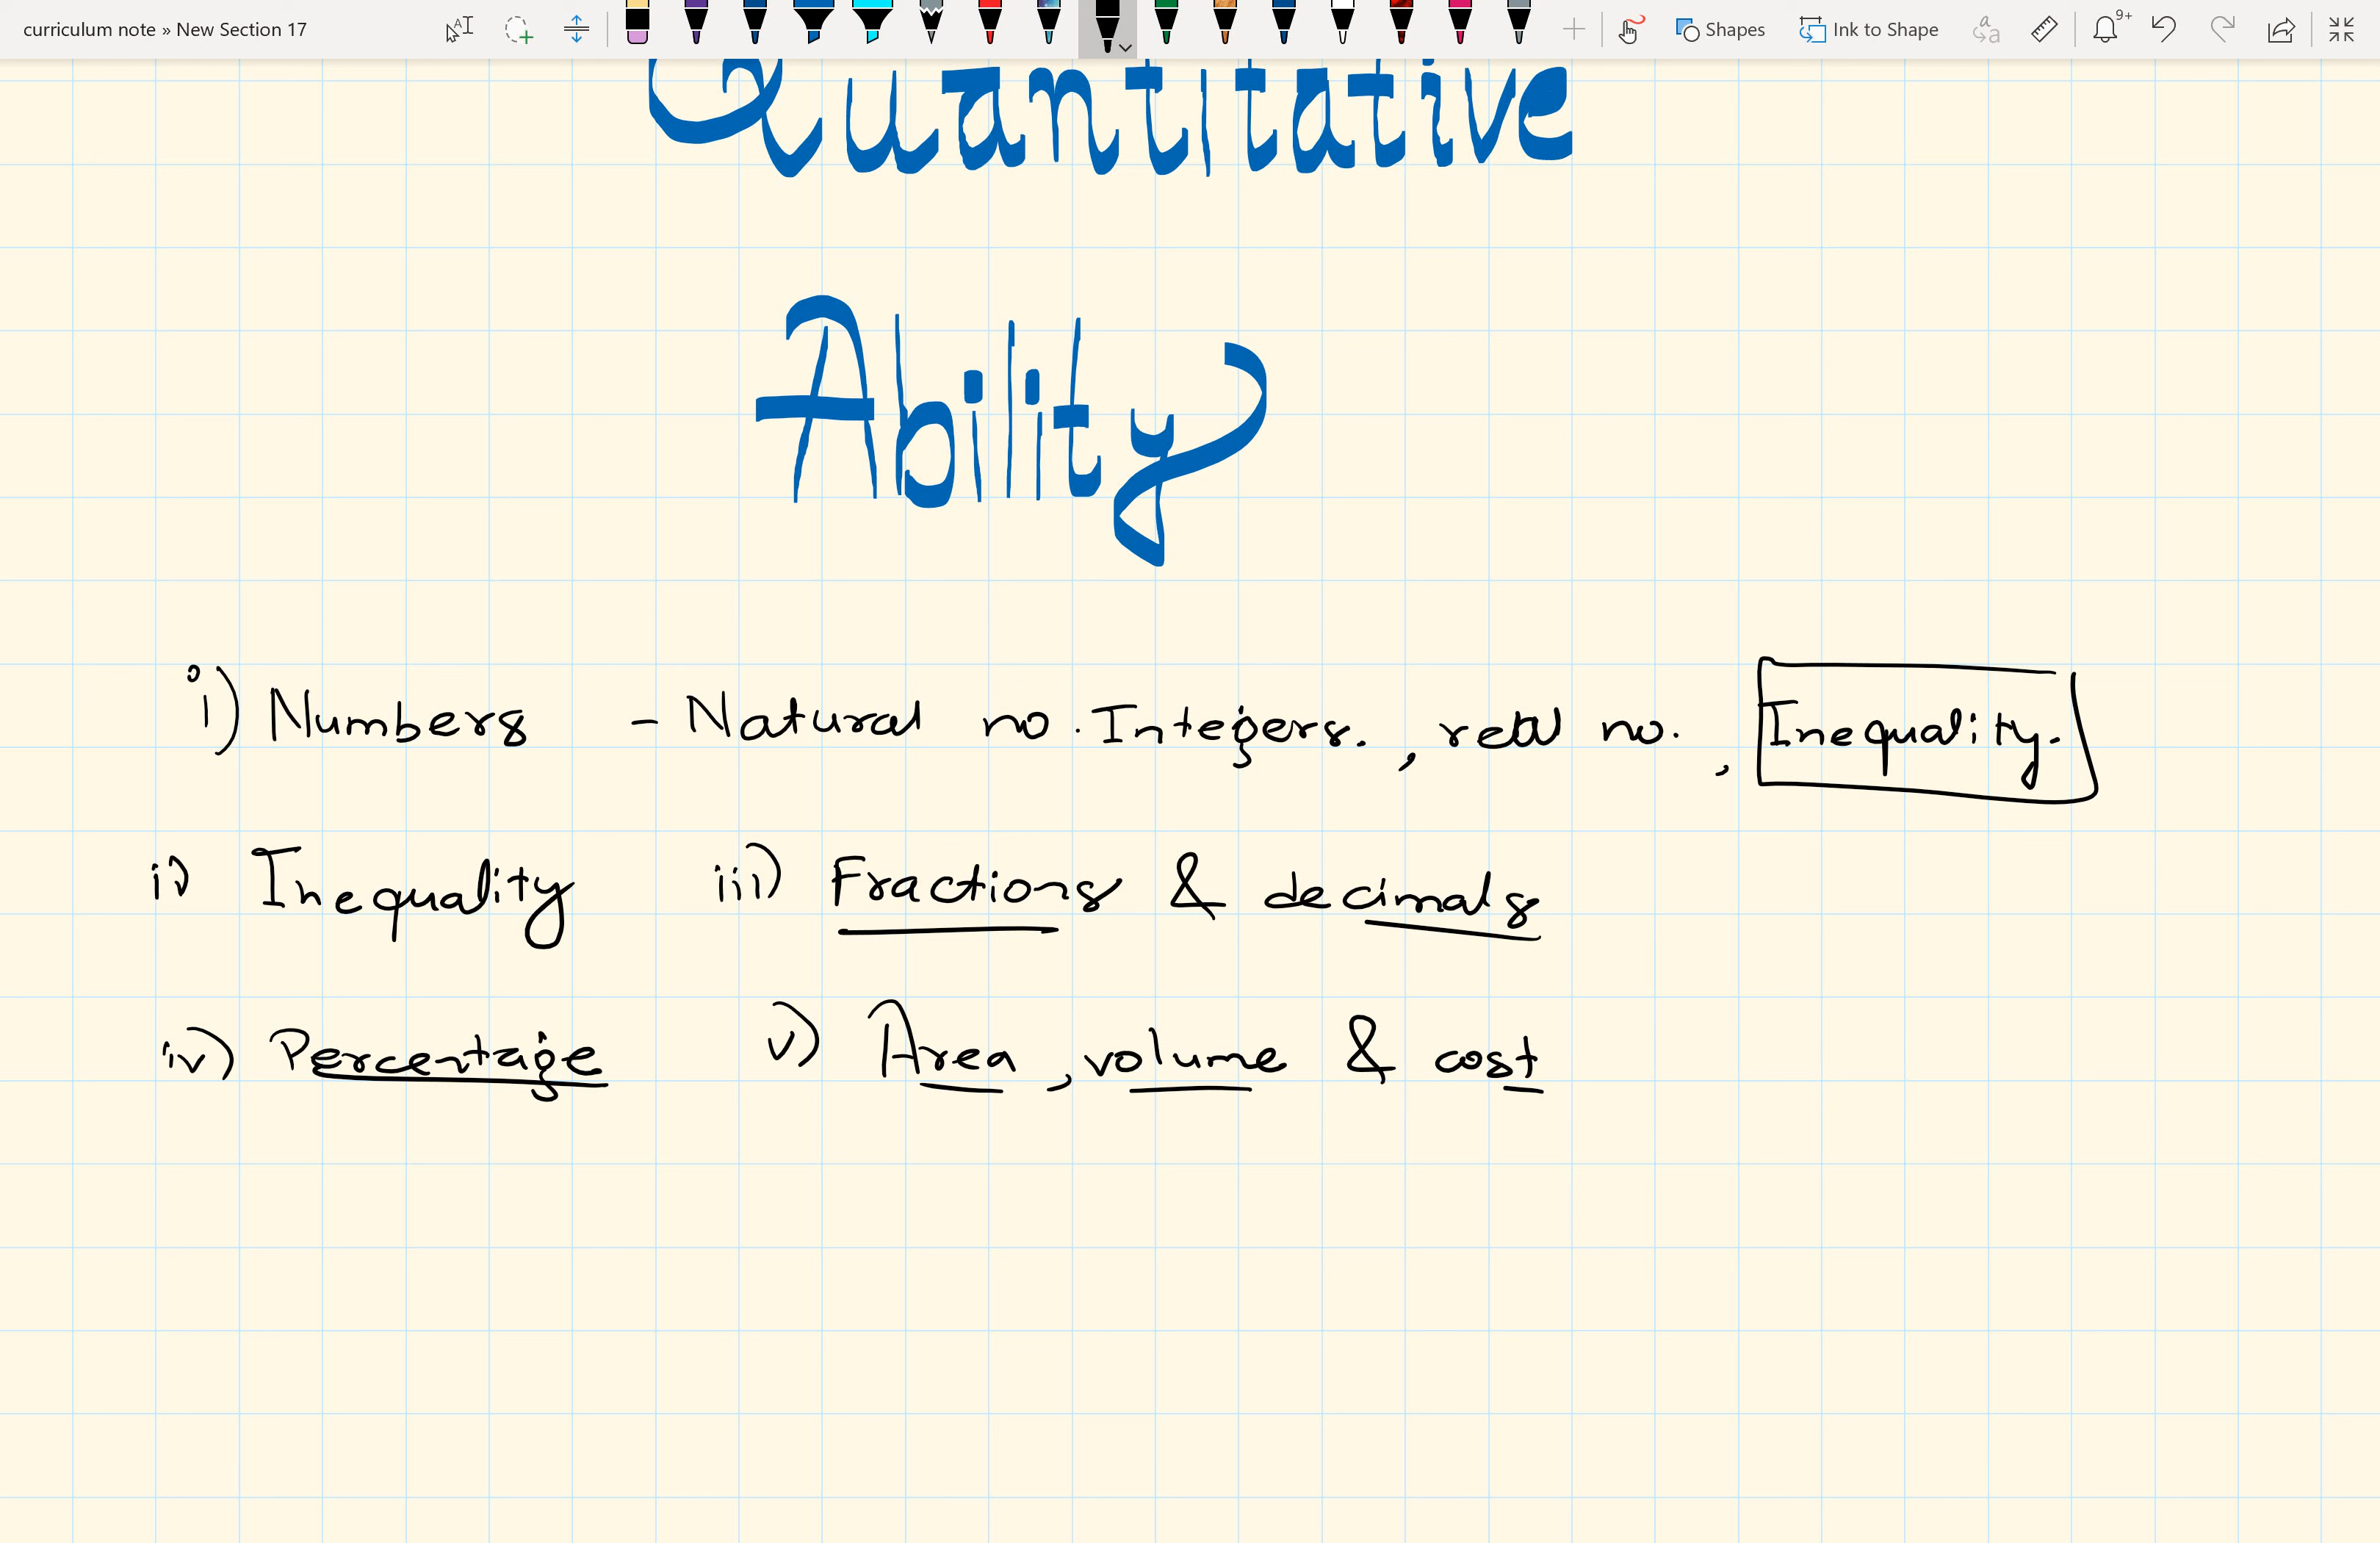 curriculum note » New Section 17 9+ Shapes Ink to Shape
Quantitative
Ability
i) Numbers - Natural no. Integers. , real no. , Inequality.
i) Inequality iii) Fractions & decimals
iv) Percentage v) Area , volume & cost